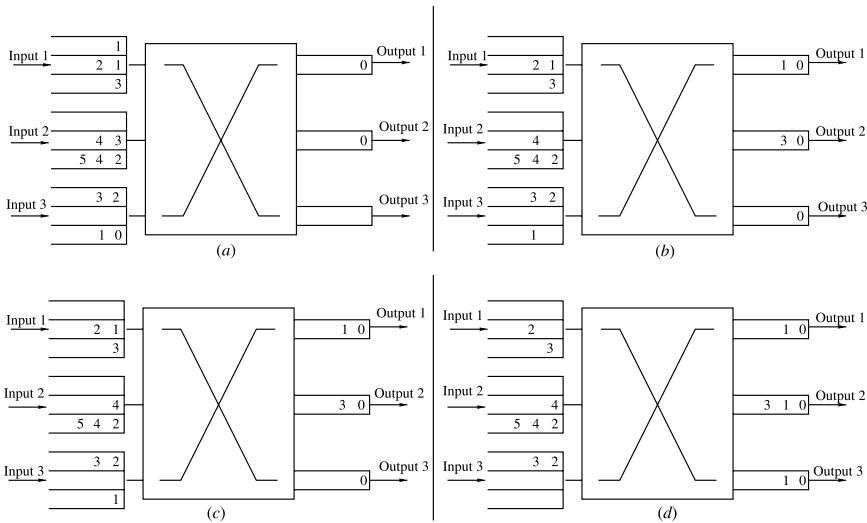 Input 1
1
2 1
3
Output 1
0
Input 2
4 3
5 4 2
Output 2
0
Input 3
3 2
1 0
Output 3
(a)
Input 1
2 1
3
Output 1
1 0
Input 2
4
5 4 2
Output 2
3 0
Input 3
3 2
1
Output 3
0
(b)
Input 1
2 1
3
Output 1
1 0
Input 2
4
5 4 2
Output 2
3 0
Input 3
3 2
1
Output 3
0
(c)
Input 1
2
3
Output 1
1 0
Input 2
4
5 4 2
Output 2
3 1 0
Input 3
3 2
Output 3
1 0
(d)